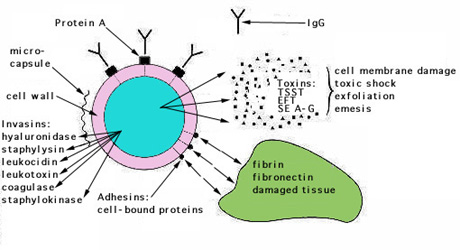 Protein A
IgG
micro-
capsule
cell wall
Invasins:
hyaluronidase
staphylysin
leukocidin
leukotoxin
coagulase
staphylokinase
Adhesins:
cell-bound proteins
Toxins:
TSST
EFT
SE A-G
cell membrane damage
toxic shock
exfoliation
emesis
fibrin
fibronectin
damaged tissue